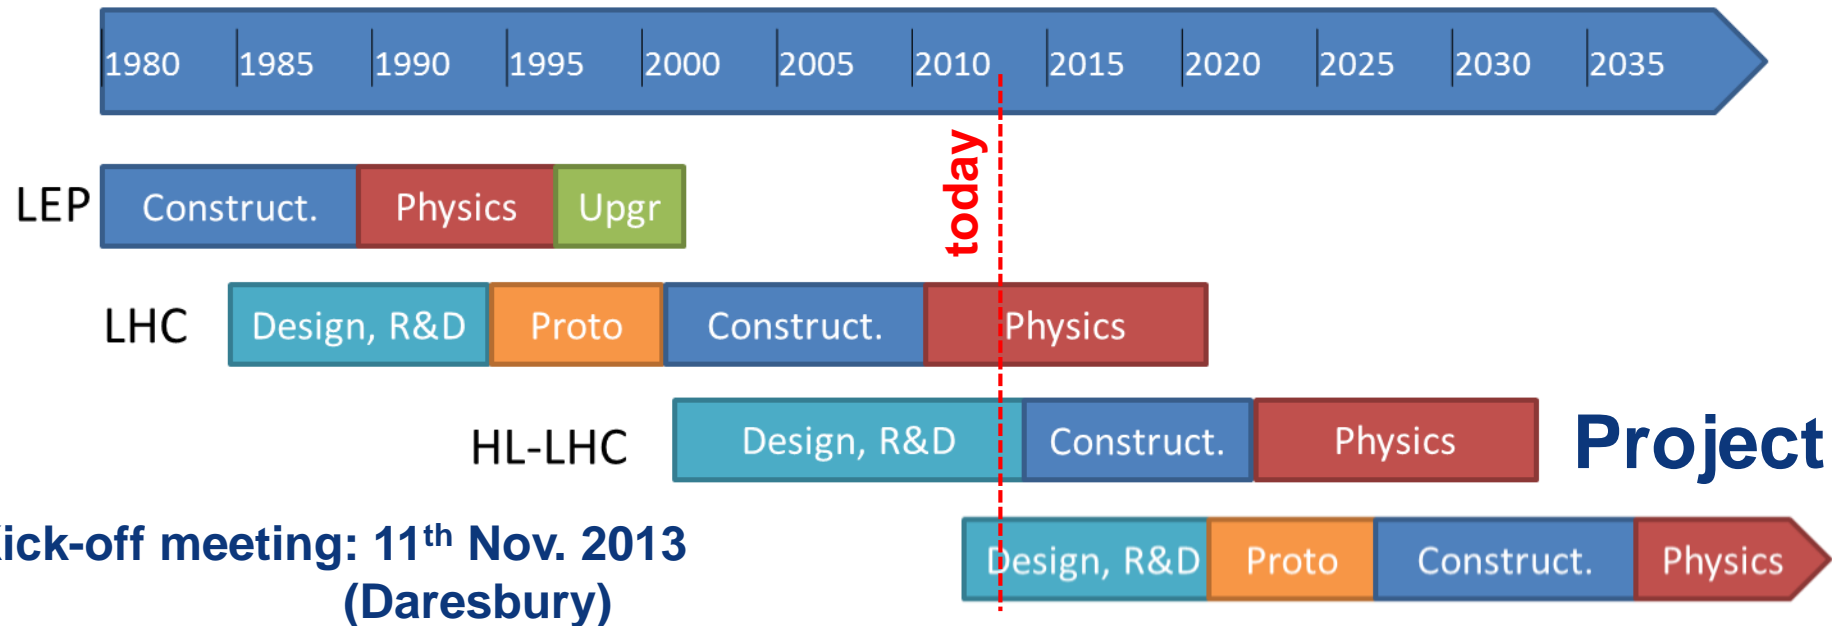 1980 1985 1990 1995 2000 2005 2010 2015 2020 2025 2030 2035
today
LEP Construct. Physics Upgr
LHC Design, R&D Proto Construct. Physics
HL-LHC Design, R&D Construct. Physics Project
ick-off meeting: 11th Nov. 2013
(Daresbury)
Design, R&D Proto Construct. Physics